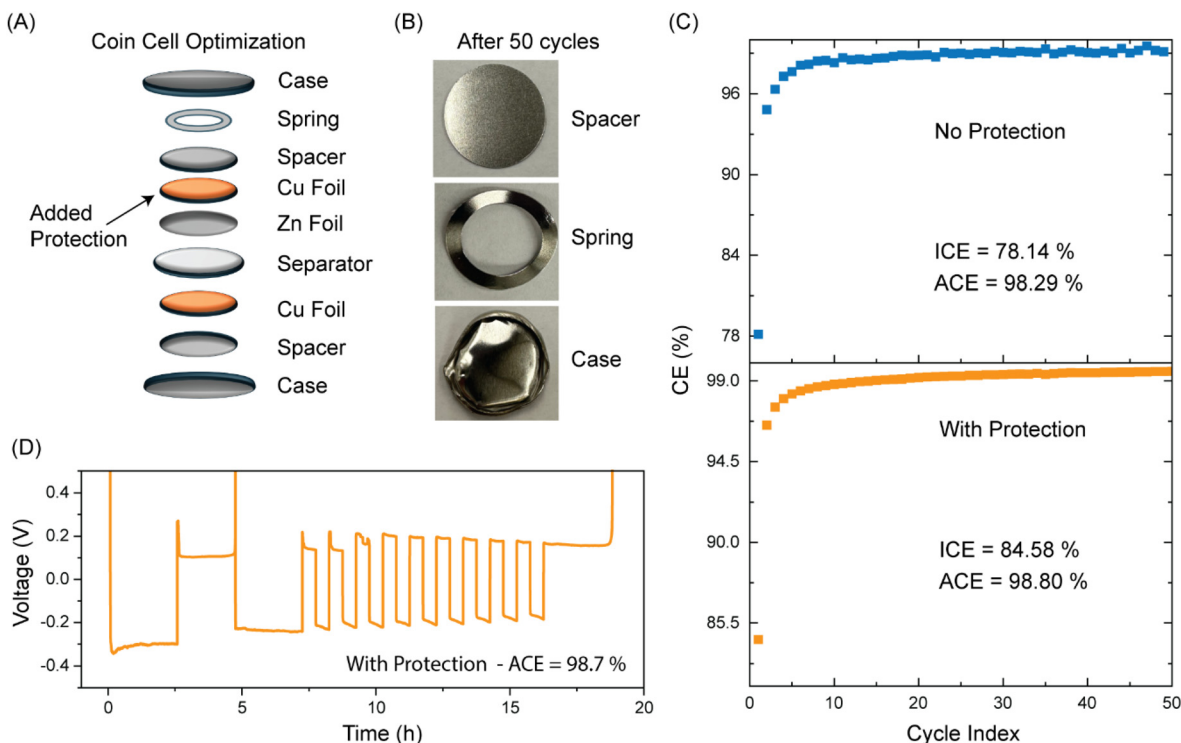 (A)
Coin Cell Optimization
Case
Spring
Spacer
Cu Foil
Added
Protection
Zn Foil
Separator
Cu Foil
Spacer
Case
(B)
After 50 cycles
Spacer
Spring
Case
(C)
96
90
84
78
No Protection
ICE = 78.14 %
ACE = 98.29 %
CE (%)
99.0
94.5
90.0
85.5
With Protection
ICE = 84.58 %
ACE = 98.80 %
0 10 20 30 40 50
Cycle Index
(D)
0.4
0.2
0.0
-0.2
-0.4
Voltage (V)
With Protection - ACE = 98.7 %
0 5 10 15 20
Time (h)